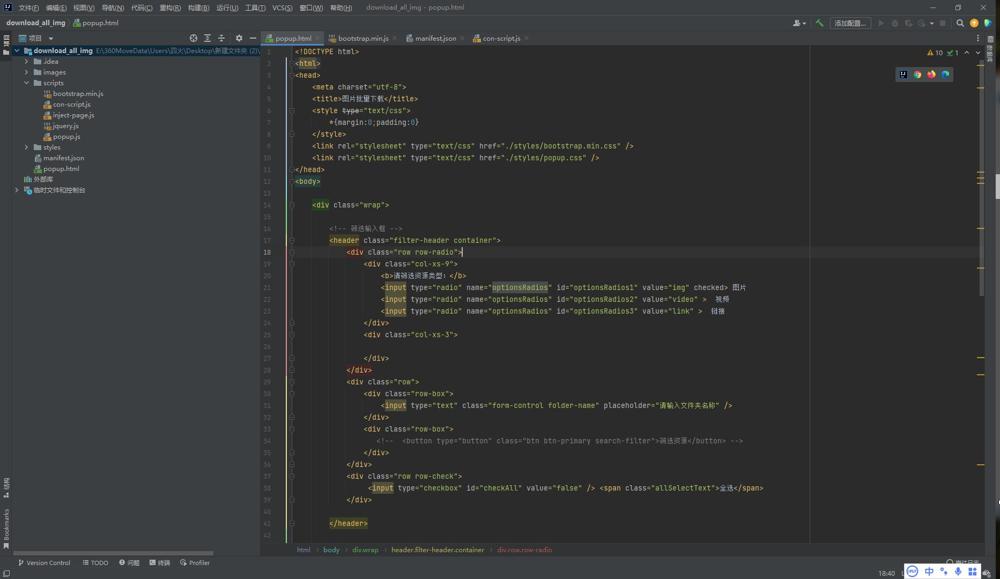 文件(F) 编辑(E) 视图(V) 导航(N) 代码(C) 重构(R) 构建(B) 运行(U) 工具(T) VCS(S) 窗口(W) 帮助(H) download_all_img - popup.html
download_all_img popup.html 添加配置...
项目
popup.html bootstrap.min.js manifest.json con-script.js
download_all_img E:\360MoveData\Users\四火\Desktop\新建文件夹 (2)\
.idea
images
scripts
bootstrap.min.js
con-script.js
inject-page.js
jquery.js
popup.js
styles
manifest.json
popup.html
外部库
临时文件和控制台
项目
结构
Bookmarks
数据库
10 1
1 <!DOCTYPE html>
2 <html>
3 <head>
4 <meta charset="utf-8">
5 <title>图片批量下载</title>
6 <style type="text/css">
7 *{margin:0;padding:0}
8 </style>
9 <link rel="stylesheet" type="text/css" href="./styles/bootstrap.min.css" />
10 <link rel="stylesheet" type="text/css" href="./styles/popup.css" />
11 </head>
12 <body>
13
14 <div class="wrap">
15
16 <!-- 筛选输入框 -->
17 <header class="filter-header container">
18 <div class="row row-radio">
19 <div class="col-xs-9">
20 <b>请筛选资源类型：</b>
21 <input type="radio" name="optionsRadios" id="optionsRadios1" value="img" checked> 图片
22 <input type="radio" name="optionsRadios" id="optionsRadios2" value="video" > 视频
23 <input type="radio" name="optionsRadios" id="optionsRadios3" value="link" > 链接
24 </div>
25 <div class="col-xs-3">
26
27 </div>
28 </div>
29 <div class="row">
30 <div class="row-box">
31 <input type="text" class="form-control folder-name" placeholder="请输入文件夹名称" />
32 </div>
33 <div class="row-box">
34 <!-- <button type="button" class="btn btn-primary search-filter">筛选资源</button> -->
35 </div>
36 </div>
37 <div class="row row-check">
38 <input type="checkbox" id="checkAll" value="false" /> <span class="allSelectText">全选</span>
39 </div>
40
41 </header>
42
html body div.wrap header.filter-header.container div.row.row-radio
Version Control TODO 问题 终端 Profiler
18:40
iFLY 中